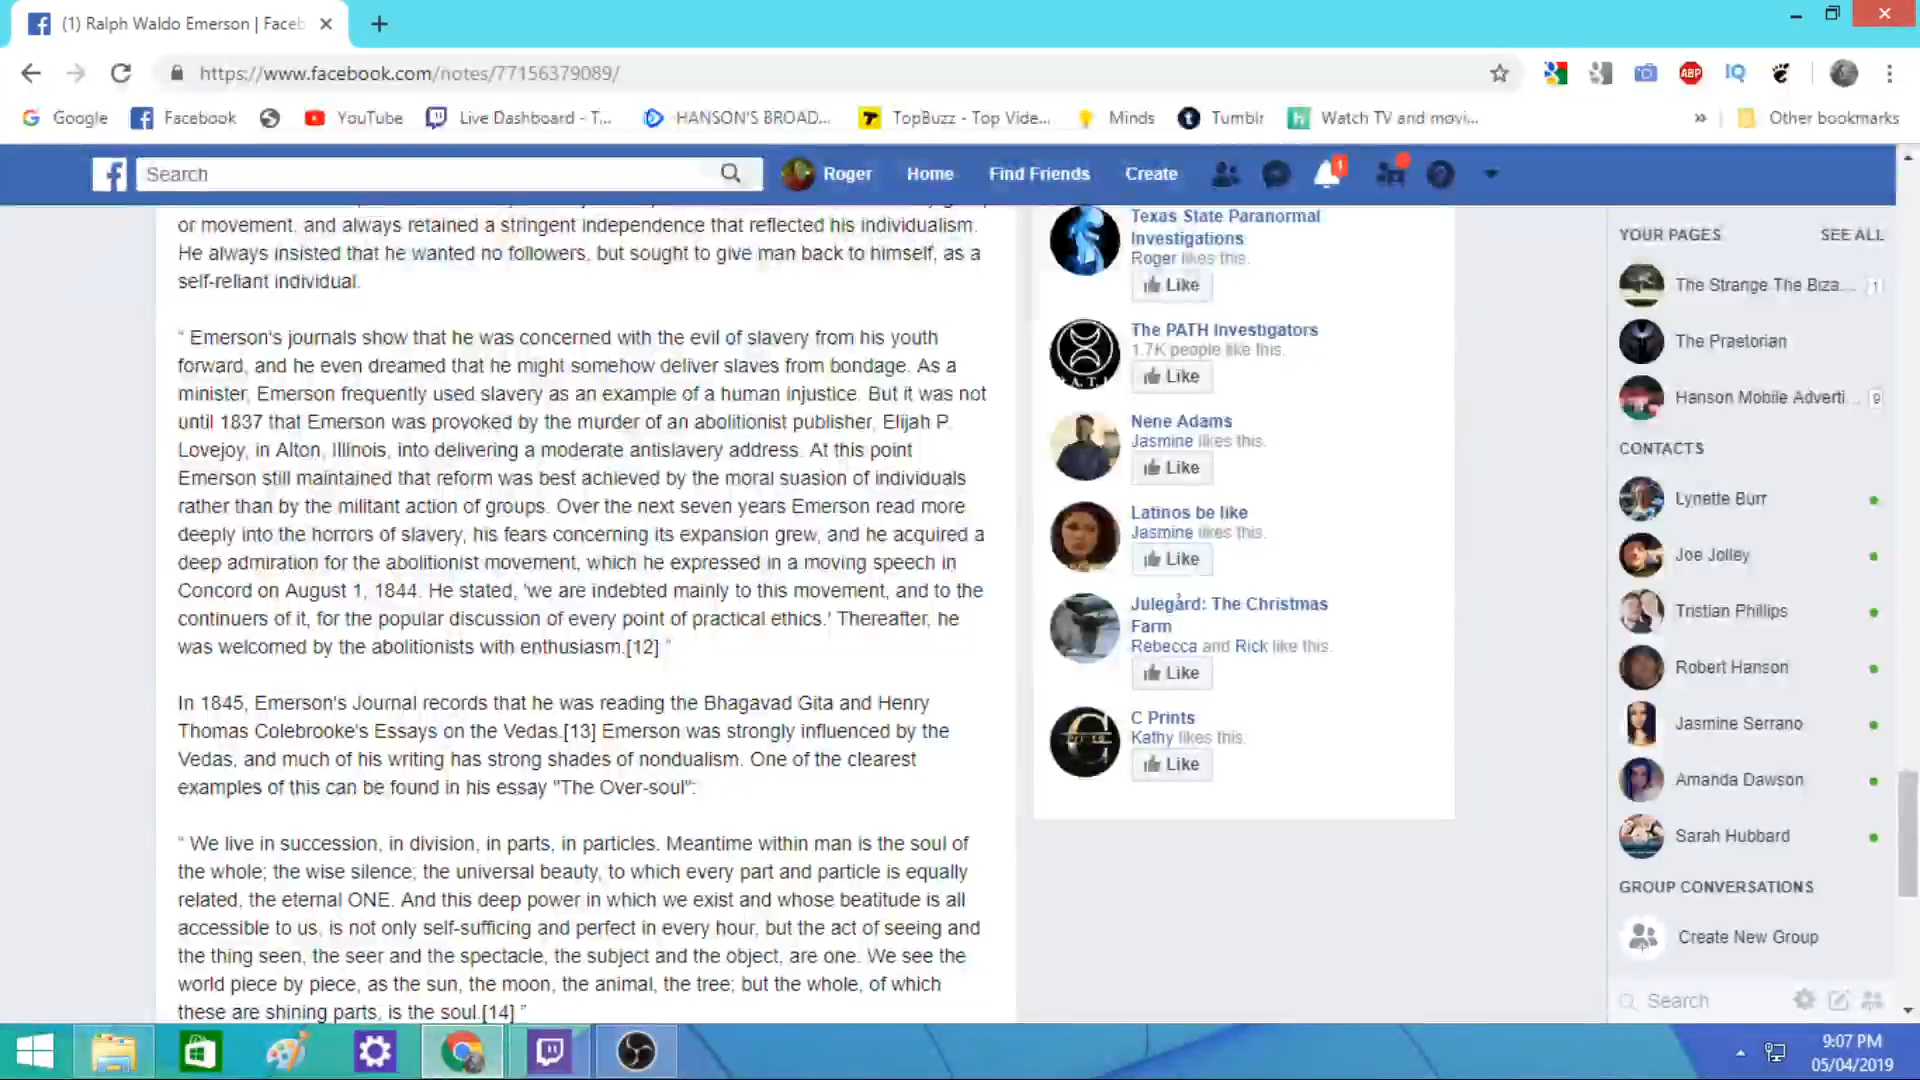 (1) Ralph Waldo Emerson | Faceb
https://www.facebook.com/notes/77156379089/
ABP
IQ
Google
Facebook
YouTube
Live Dashboard - T...
HANSON'S BROAD...
TopBuzz - Top Vide...
Minds
Tumblr
Watch TV and movi...
»
Other bookmarks
Search
Roger
Home
Find Friends
Create
1
or movement, and always retained a stringent independence that reflected his individualism.
He always insisted that he wanted no followers, but sought to give man back to himself, as a
self-reliant individual.
“ Emerson's journals show that he was concerned with the evil of slavery from his youth
forward, and he even dreamed that he might somehow deliver slaves from bondage. As a
minister, Emerson frequently used slavery as an example of a human injustice. But it was not
until 1837 that Emerson was provoked by the murder of an abolitionist publisher, Elijah P.
Lovejoy, in Alton, Illinois, into delivering a moderate antislavery address. At this point
Emerson still maintained that reform was best achieved by the moral suasion of individuals
rather than by the militant action of groups. Over the next seven years Emerson read more
deeply into the horrors of slavery, his fears concerning its expansion grew, and he acquired a
deep admiration for the abolitionist movement, which he expressed in a moving speech in
Concord on August 1, 1844. He stated, 'we are indebted mainly to this movement, and to the
continuers of it, for the popular discussion of every point of practical ethics.' Thereafter, he
was welcomed by the abolitionists with enthusiasm.[12] ”
In 1845, Emerson's Journal records that he was reading the Bhagavad Gita and Henry
Thomas Colebrooke's Essays on the Vedas.[13] Emerson was strongly influenced by the
Vedas, and much of his writing has strong shades of nondualism. One of the clearest
examples of this can be found in his essay "The Over-soul":
“ We live in succession, in division, in parts, in particles. Meantime within man is the soul of
the whole; the wise silence; the universal beauty, to which every part and particle is equally
related, the eternal ONE. And this deep power in which we exist and whose beatitude is all
accessible to us, is not only self-sufficing and perfect in every hour, but the act of seeing and
the thing seen, the seer and the spectacle, the subject and the object, are one. We see the
world piece by piece, as the sun, the moon, the animal, the tree; but the whole, of which
these are shining parts, is the soul.[14] ”
Texas State Paranormal
Investigations
Roger likes this.
Like
The PATH Investigators
1.7K people like this.
Like
Nene Adams
Jasmine likes this.
Like
Latinos be like
Jasmine likes this.
Like
Julegård: The Christmas
Farm
Rebecca and Rick like this.
Like
C Prints
Kathy likes this.
Like
YOUR PAGES
SEE ALL
The Strange The Biza...
1
The Praetorian
Hanson Mobile Adverti...
9
CONTACTS
Lynette Burr
Joe Jolley
Tristian Phillips
Robert Hanson
Jasmine Serrano
Amanda Dawson
Sarah Hubbard
GROUP CONVERSATIONS
Create New Group
Search
9:07 PM
05/04/2019